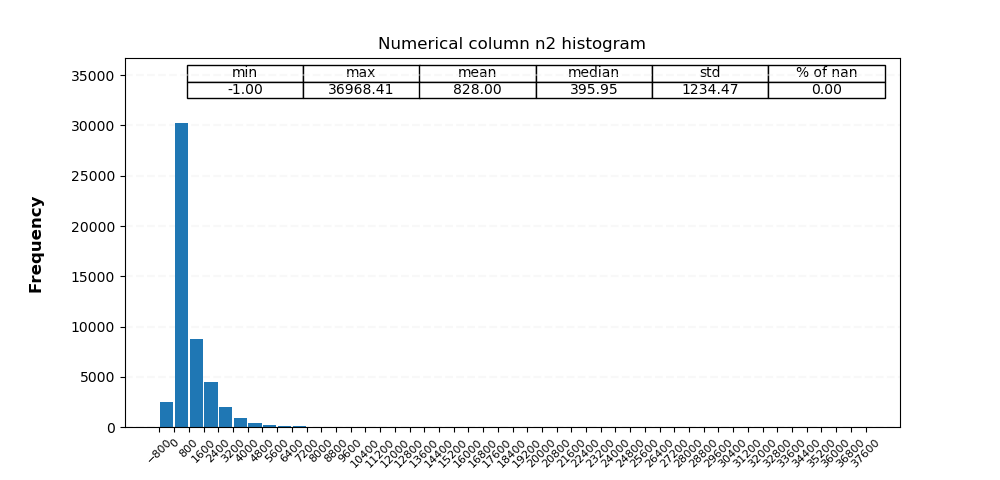 Numerical column n2 histogram
min max mean median std % of nan
-1.00 36968.41 828.00 395.95 1234.47 0.00
35000
30000
25000
20000
15000
10000
5000
0
Frequency
−800 0 800 1600 2400 3200 4000 4800 5600 6400 7200 8000 8800 9600 10400 11200 12000 12800 13600 14400 15200 16000 16800 17600 18400 19200 20000 20800 21600 22400 23200 24000 24800 25600 26400 27200 28000 28800 29600 30400 31200 32000 32800 33600 34400 35200 36000 36800 37600